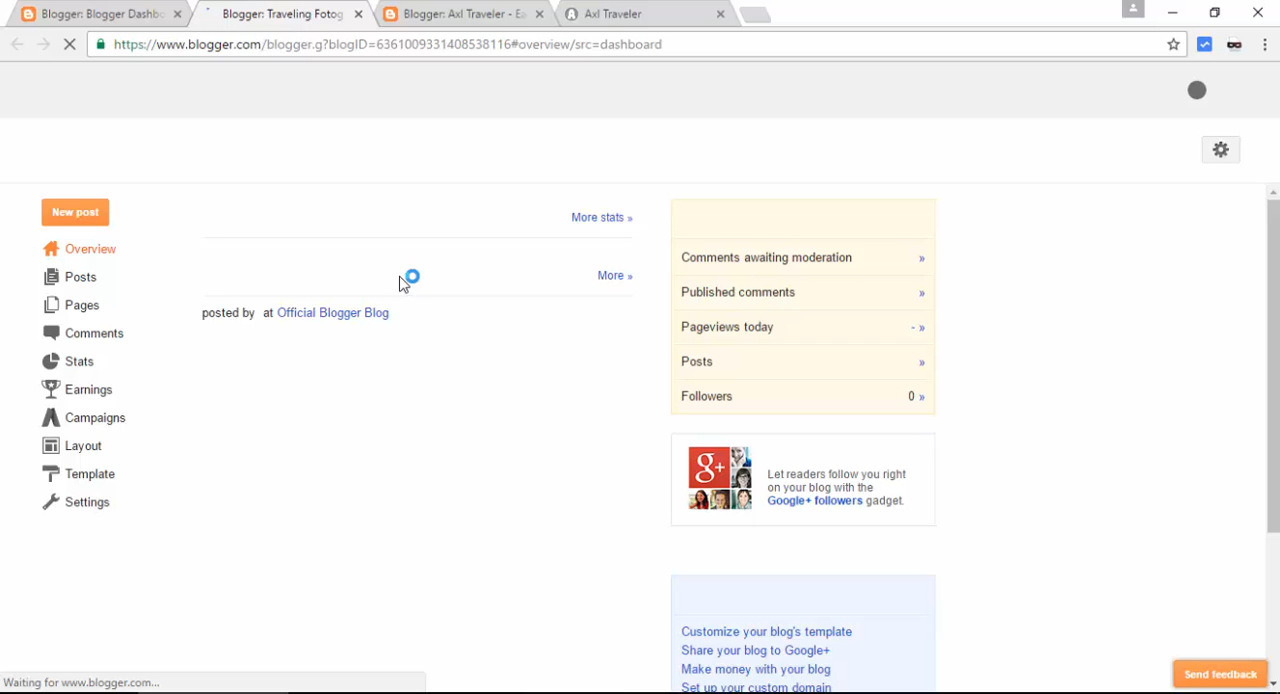 Blogger: Blogger Dashbo
Blogger: Traveling Fotog
Blogger: Axl Traveler - Ea
Axl Traveler
https://www.blogger.com/blogger.g?blogID=6361009331408538116#overview/src=dashboard
New post
Overview
Posts
Pages
Comments
Stats
Earnings
Campaigns
Layout
Template
Settings
More stats »
More »
posted by at Official Blogger Blog
Comments awaiting moderation »
Published comments »
Pageviews today - »
Posts »
Followers 0 »
g+
Let readers follow you right
on your blog with the
Google+ followers gadget.
Customize your blog's template
Share your blog to Google+
Make money with your blog
Set up your custom domain
Send feedback
Waiting for www.blogger.com...